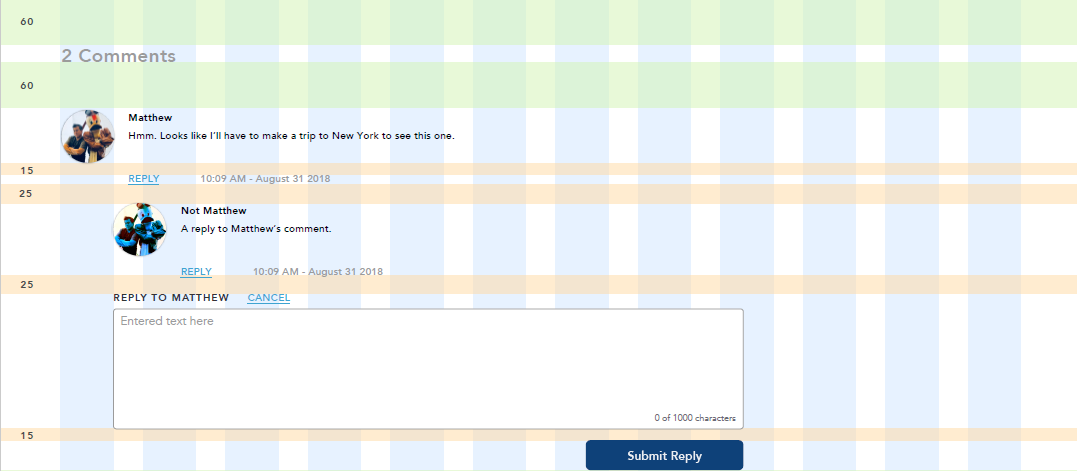 60
2 Comments
60
Matthew
Hmm. Looks like I'll have to make a trip to New York to see this one.
15
REPLY 10:09 AM - August 31 2018
25
Not Matthew
A reply to Matthew's comment.
REPLY 10:09 AM - August 31 2018
25
REPLY TO MATTHEW CANCEL
Entered text here
0 of 1000 characters
15
Submit Reply